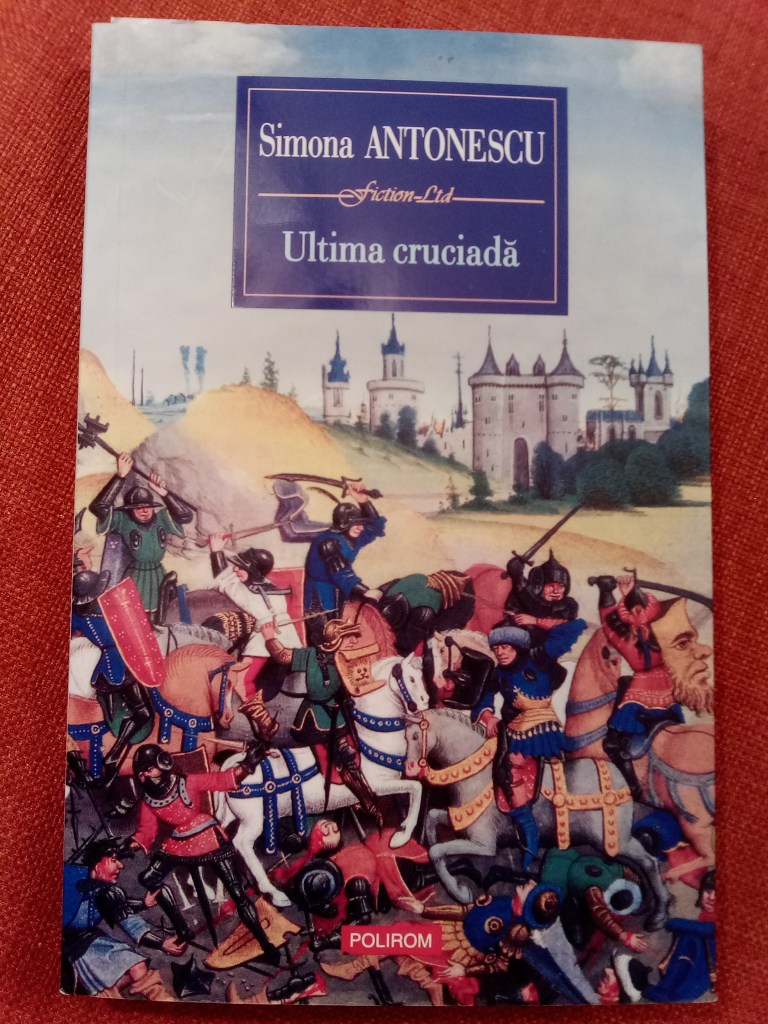 Simona ANTONESCU
Fiction-Ltd
Ultima cruciadă
POLIROM